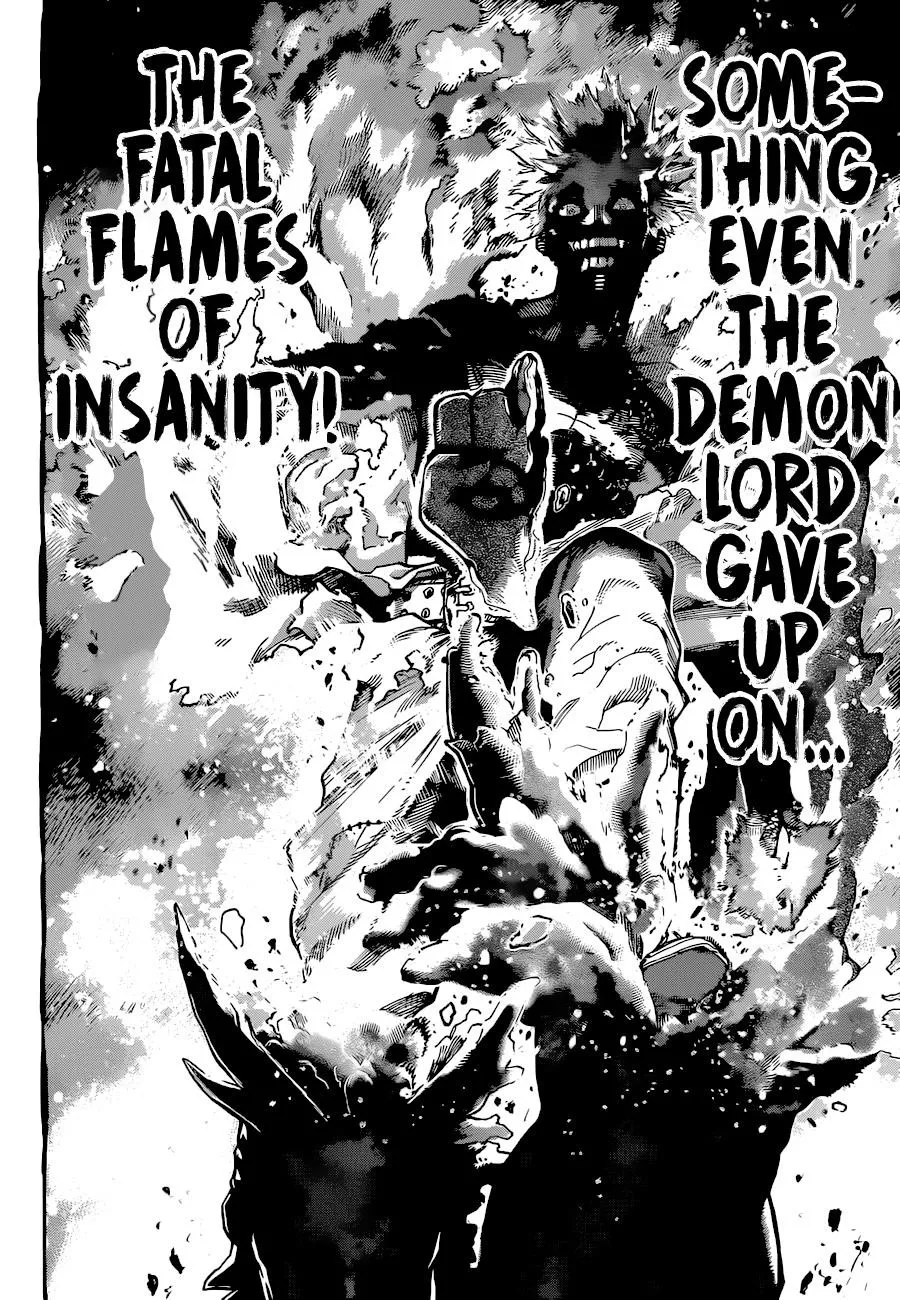 SOME-
THING
EVEN
THE
DEMON
LORD
GAVE
UP
ON...
THE
FATAL
FLAMES
OF
INSANITY!